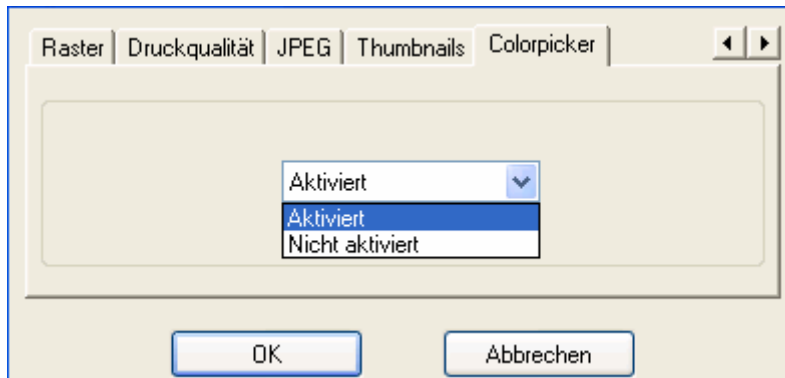 Raster Druckqualität JPEG Thumbnails Colorpicker
Aktiviert
Aktiviert
Nicht aktiviert
OK Abbrechen